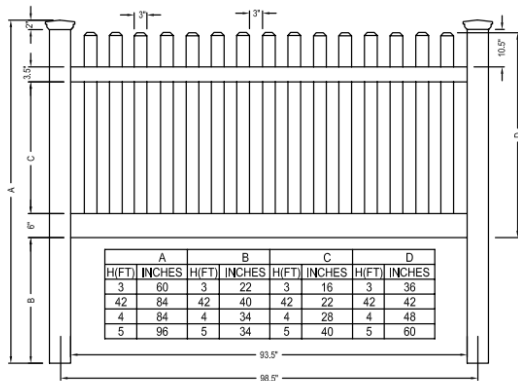 2"
3"
3"
10.5"
3.5"
C
D
A
6"
B
A B C D
H(FT) INCHES H(FT) INCHES H(FT) INCHES H(FT) INCHES
3 60 3 22 3 16 3 36
42 84 42 40 42 22 42 42
4 84 4 34 4 28 4 48
5 96 5 34 5 40 5 60
93.5"
98.5"